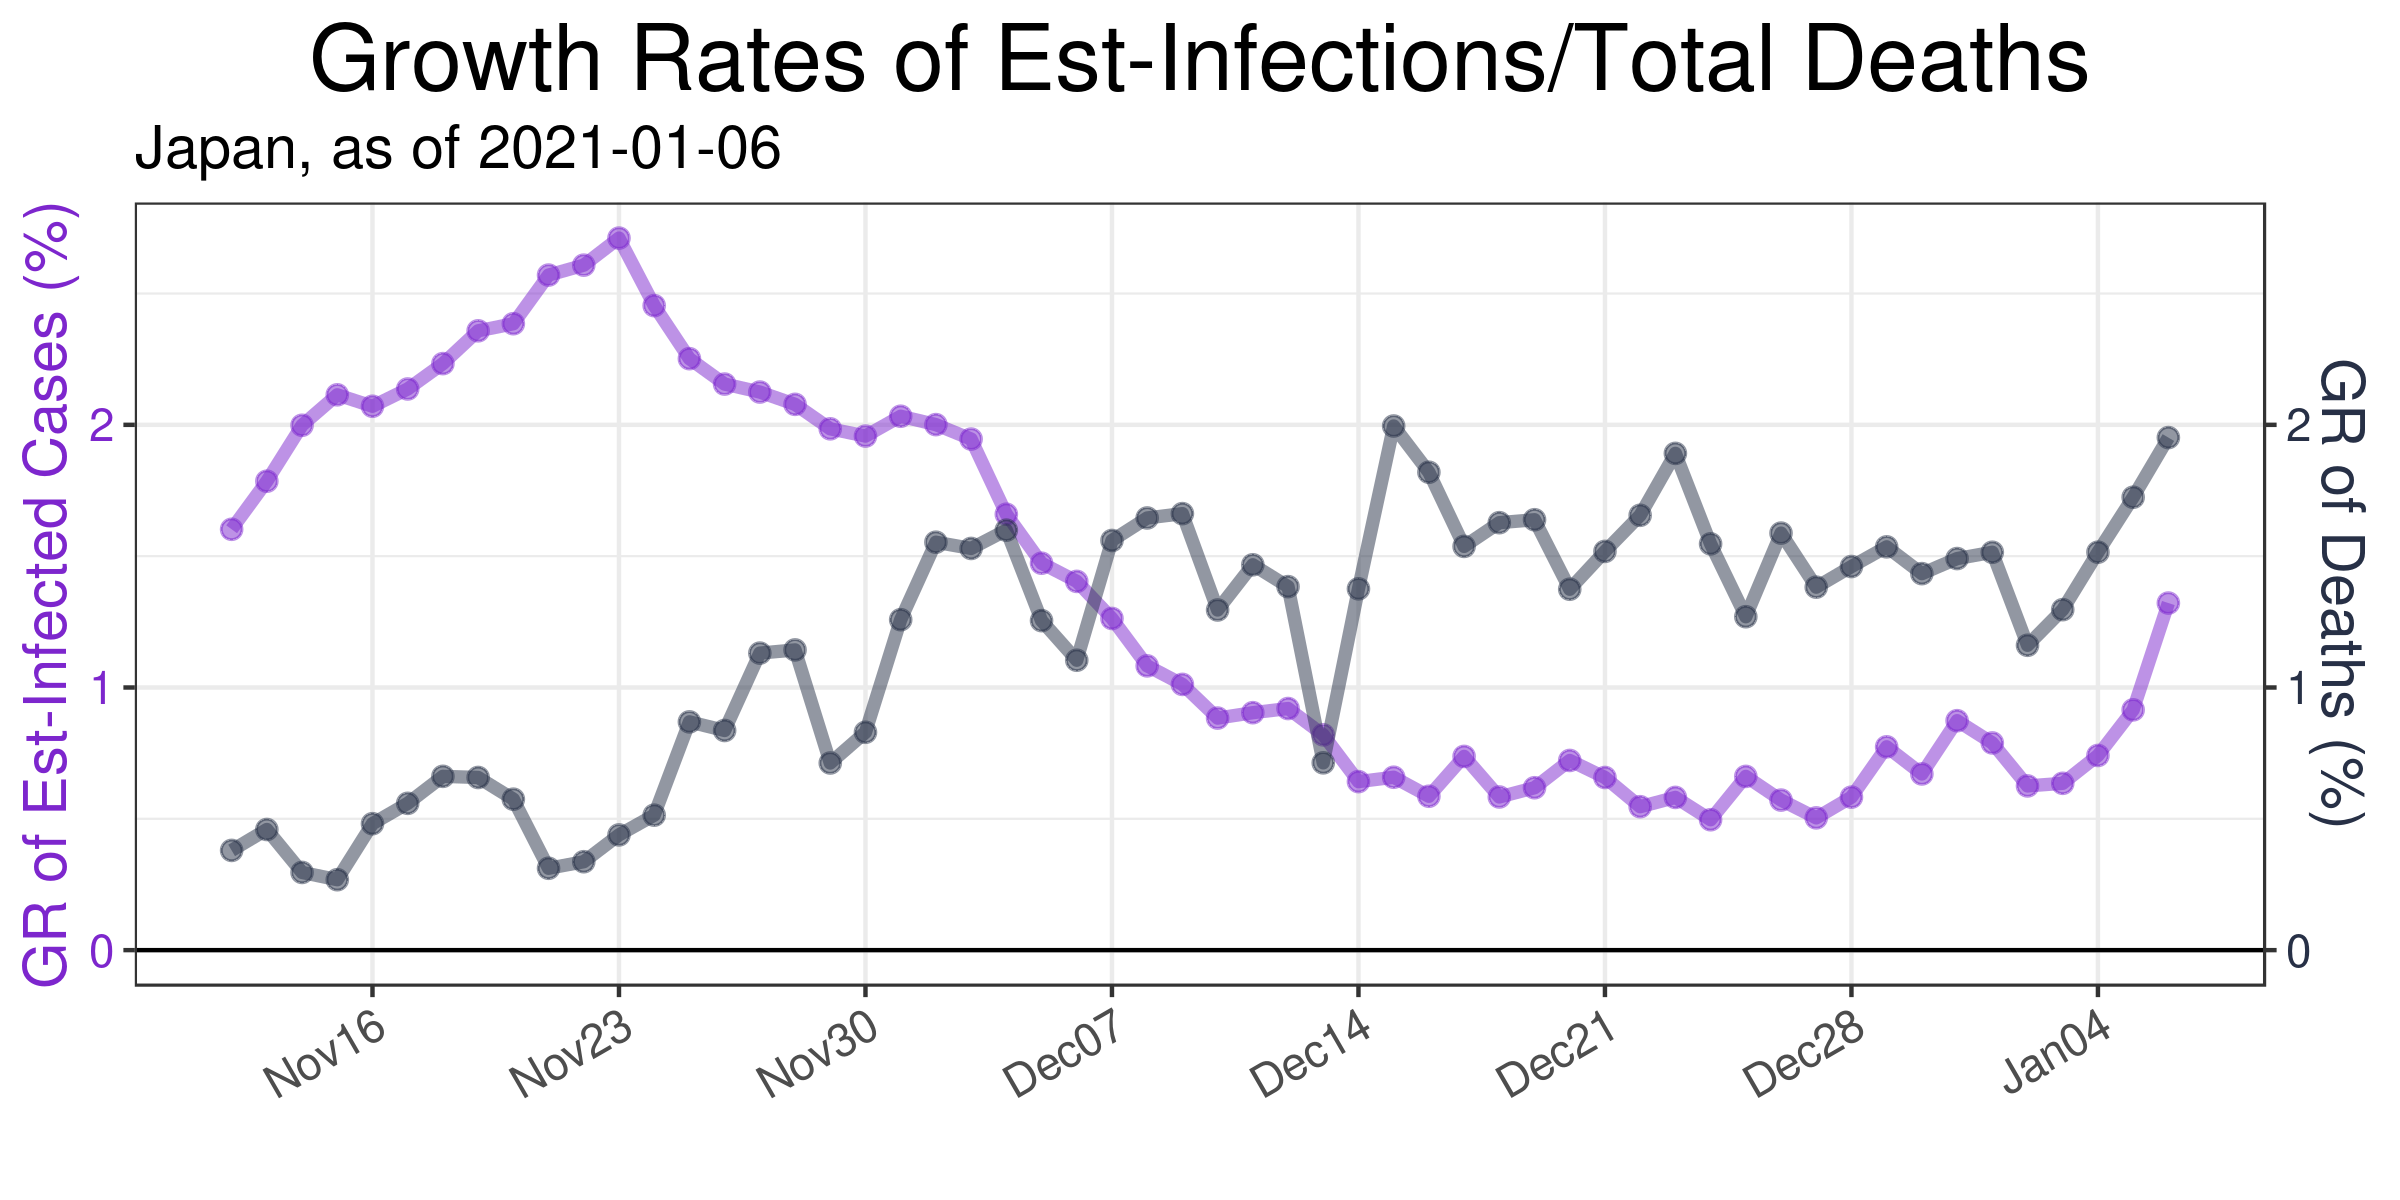 Growth Rates of Est-Infections/Total Deaths
Japan, as of 2021-01-06
GR of Est-Infected Cases (%)
2
1
0
2
1
0
GR of Deaths (%)
Nov16
Nov23
Nov30
Dec07
Dec14
Dec21
Dec28
Jan04